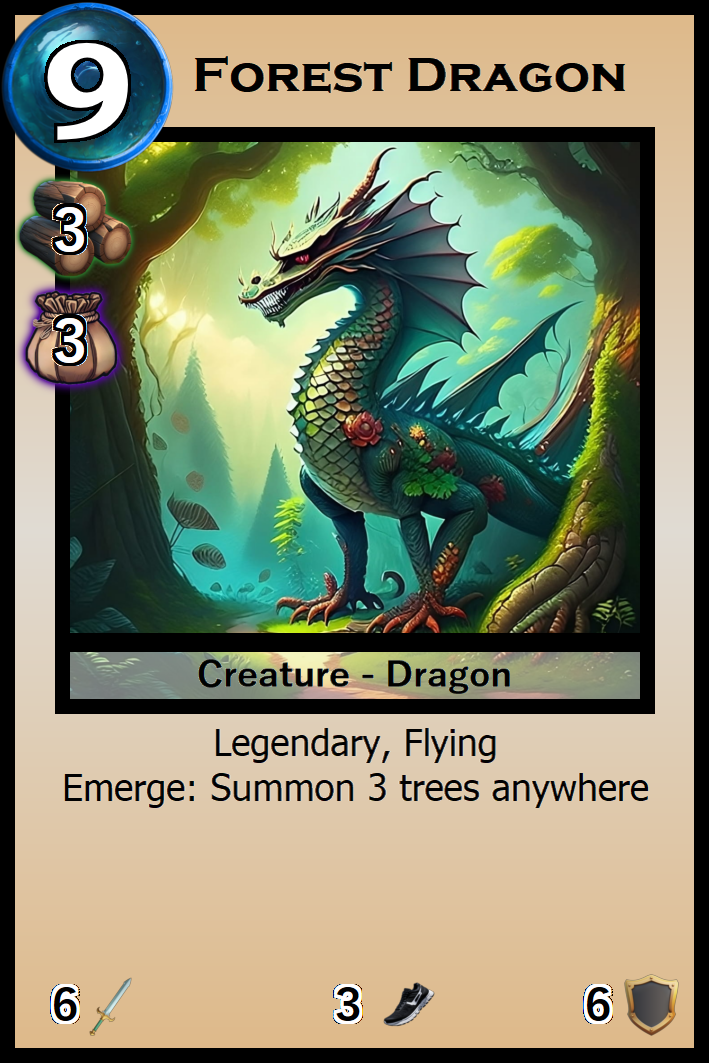 9
Forest Dragon
3
3
Creature - Dragon
Legendary, Flying
Emerge: Summon 3 trees anywhere
6 3 6